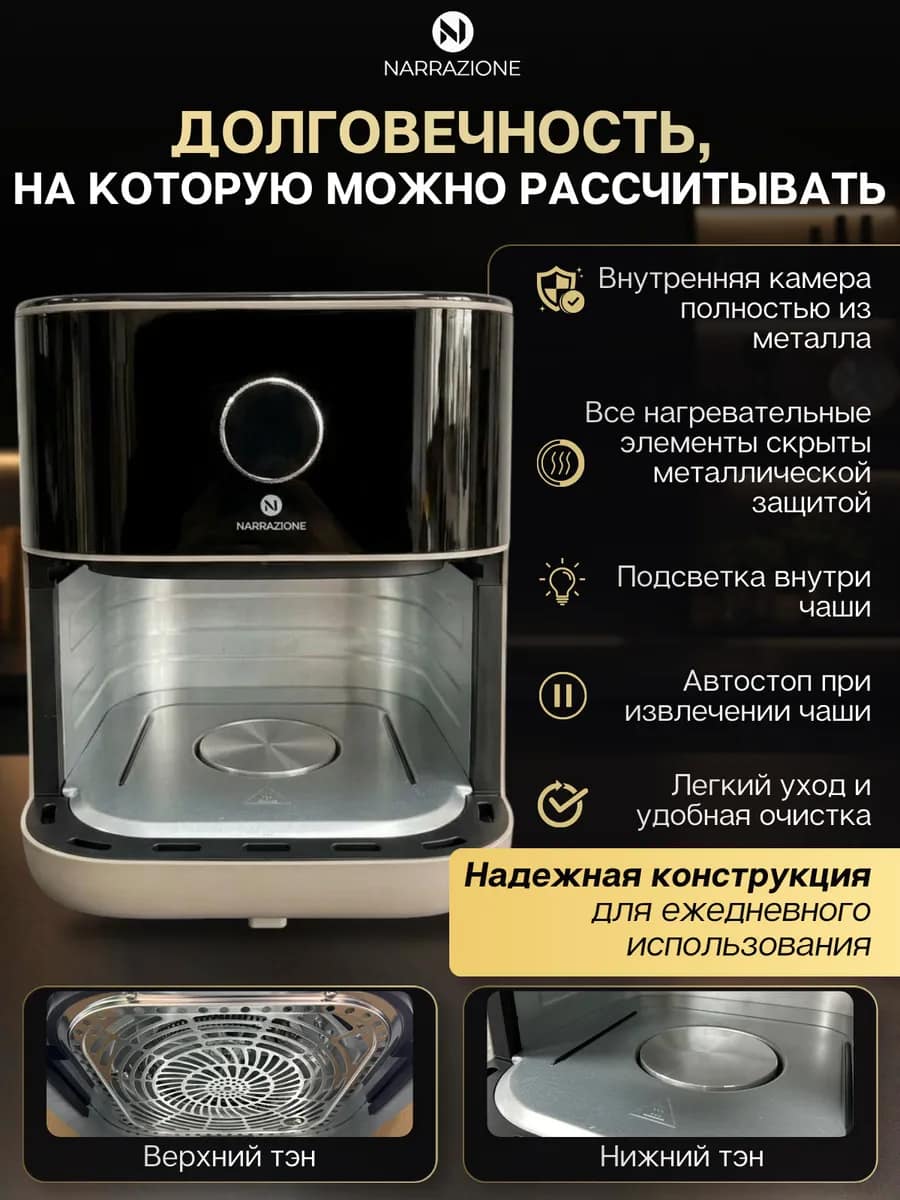 NARRAZIONE
ДОЛГОВЕЧНОСТЬ,
НА КОТОРУЮ МОЖНО РАССЧИТЫВАТЬ
Внутренняя камера
полностью из
металла
Все нагревательные
элементы скрыты
металлической
защитой
Подсветка внутри
чаши
Автостоп при
извлечении чаши
Легкий уход и
удобная очистка
NARRAZIONE
Надежная конструкция
для ежедневного
использования
Верхний тэн
Нижний тэн